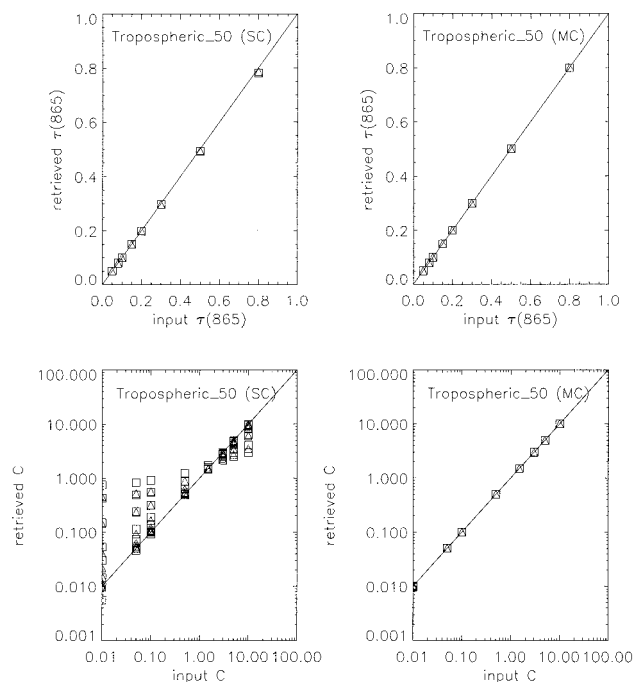 1.0
0.8
0.6
0.4
0.2
0.0
retrieved τ(865)
Tropospheric_50 (SC)
0.0 0.2 0.4 0.6 0.8 1.0
input τ(865)
1.0
0.8
0.6
0.4
0.2
0.0
retrieved τ(865)
Tropospheric_50 (MC)
0.0 0.2 0.4 0.6 0.8 1.0
input τ(865)
100.000
10.000
1.000
0.100
0.010
0.001
retrieved C
Tropospheric_50 (SC)
0.01 0.10 1.00 10.00 100.00
input C
100.000
10.000
1.000
0.100
0.010
0.001
retrieved C
Tropospheric_50 (MC)
0.01 0.10 1.00 10.00 100.00
input C